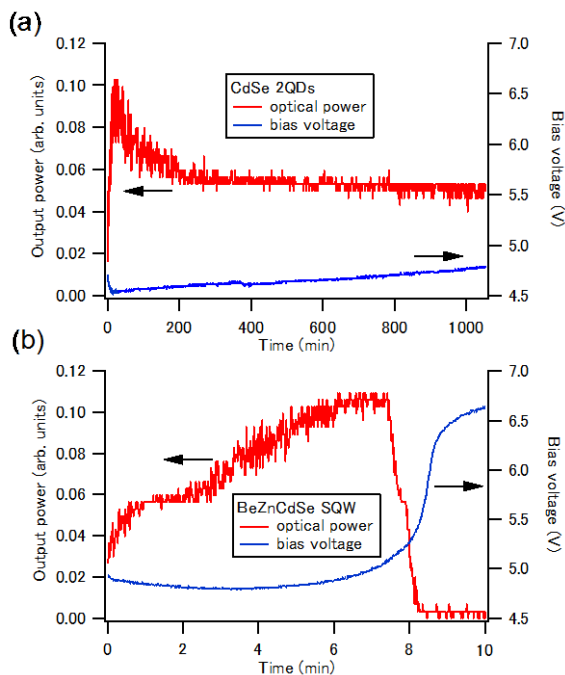 (a)
0.12
0.10
0.08
0.06
0.04
0.02
0.00
Output power (arb. units)
CdSe 2QDs
optical power
bias voltage
7.0
6.5
6.0
5.5
5.0
4.5
Bias voltage (V)
0
200
400
600
800
1000
Time (min)
(b)
0.12
0.10
0.08
0.06
0.04
0.02
0.00
Output power (arb. units)
BeZnCdSe SQW
optical power
bias voltage
7.0
6.5
6.0
5.5
5.0
4.5
Bias voltage (V)
0
2
4
6
8
10
Time (min)